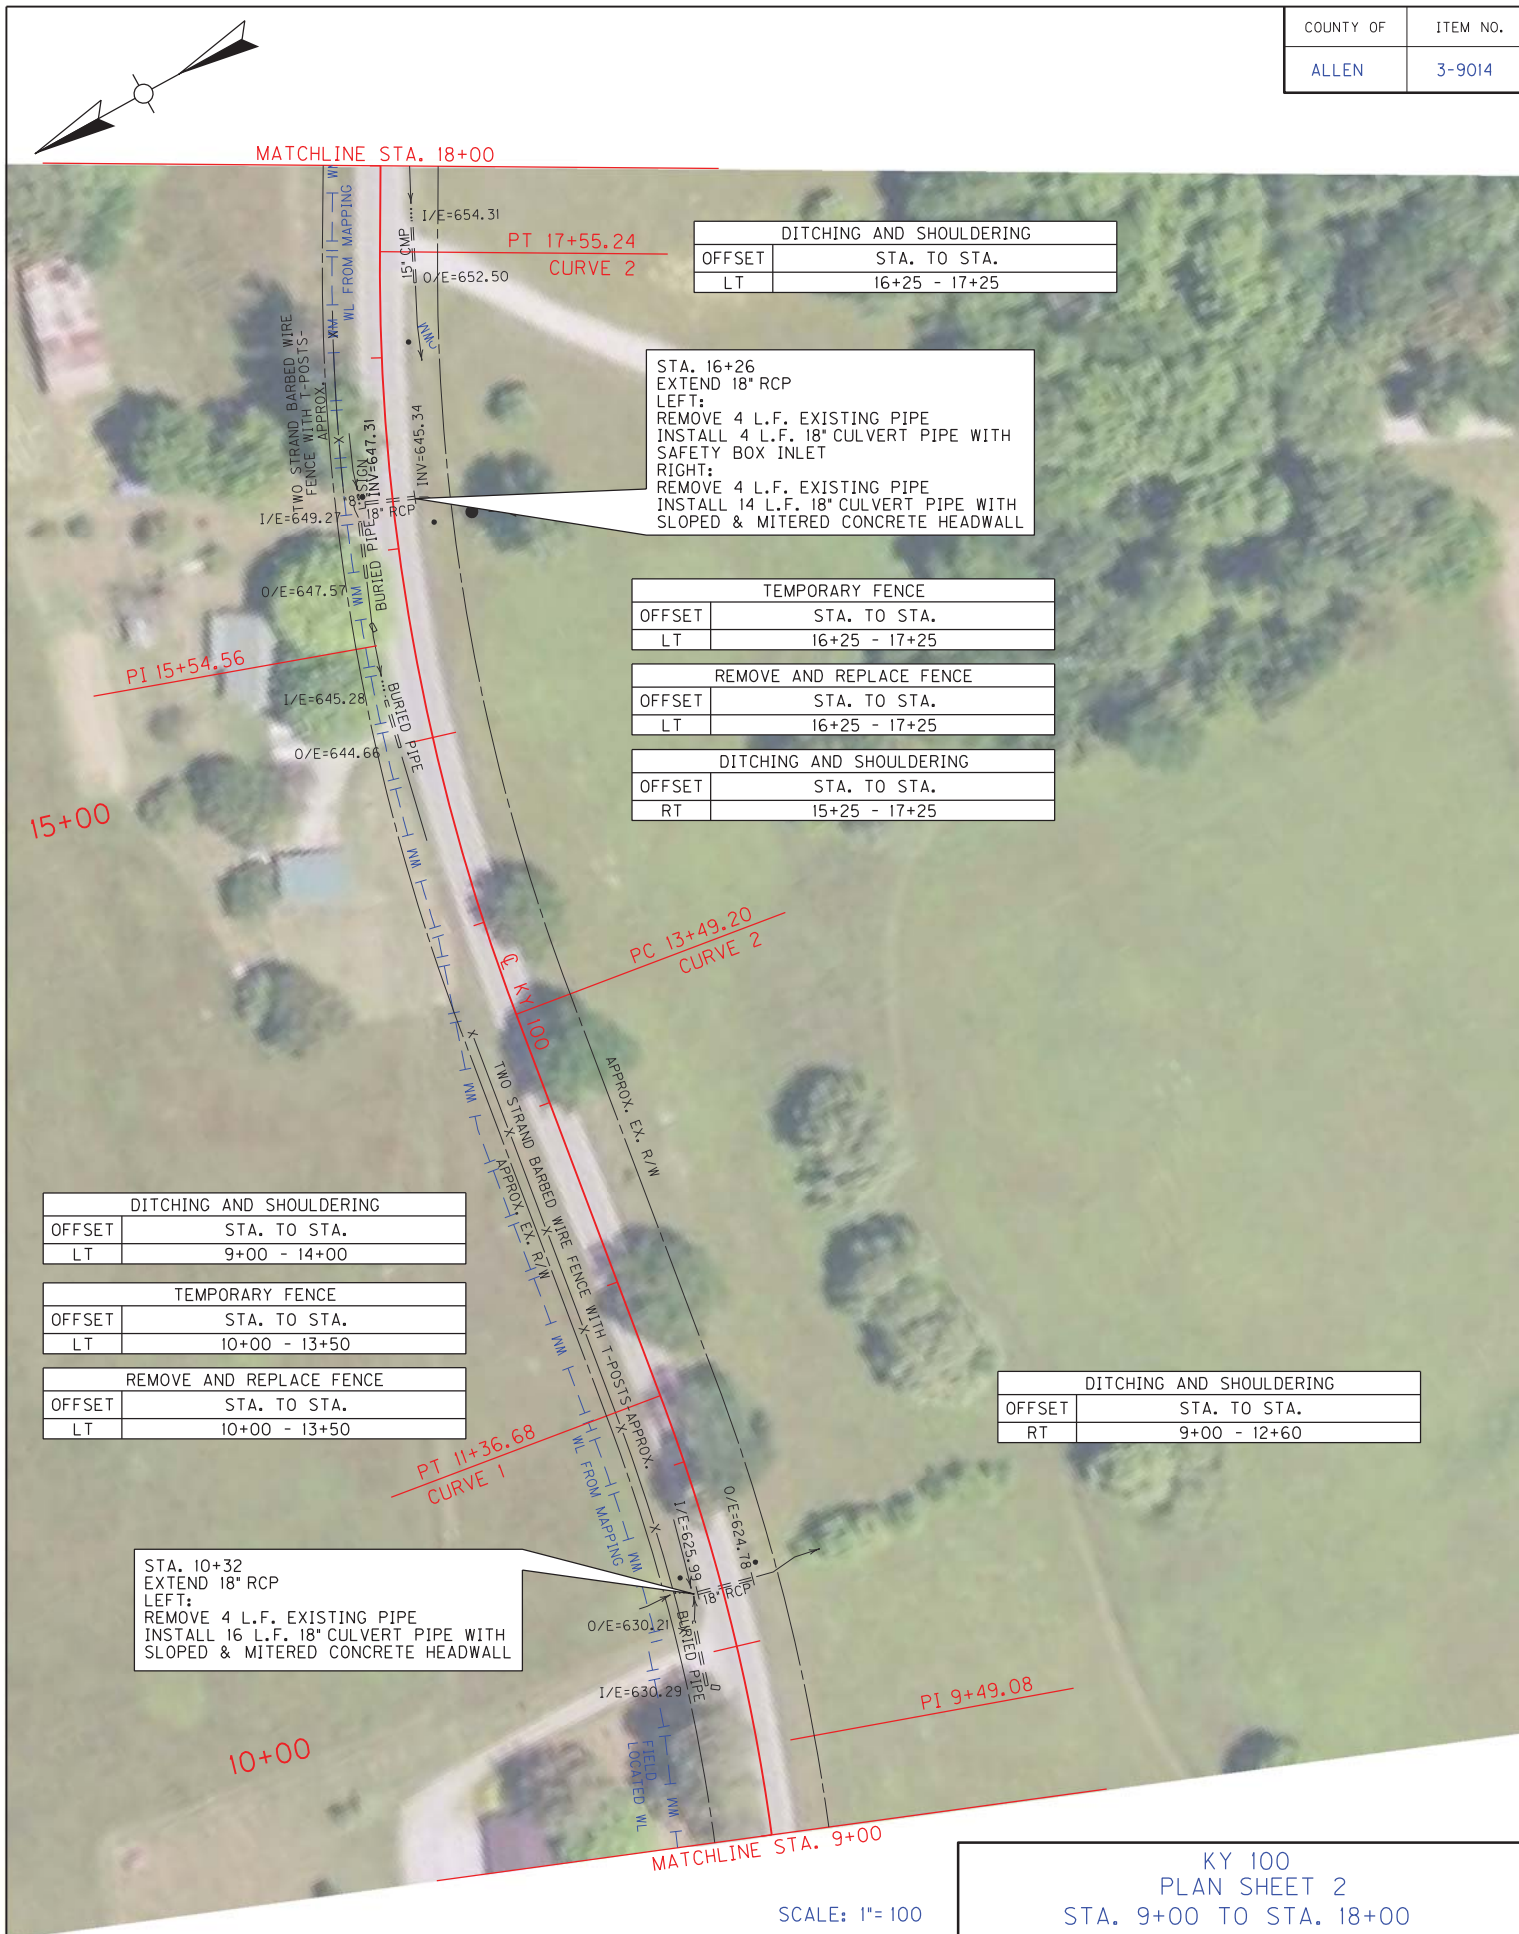 COUNTY OF
ITEM NO.
ALLEN
3-9014
MATCHLINE STA. 18+00
WM
WL FROM MAPPING
15" CMP
I/E=654.31
PT 17+55.24
CURVE 2
O/E=652.50
WM
WM
DITCHING AND SHOULDERING
OFFSET STA. TO STA.
LT 16+25 - 17+25
TWO STRAND BARBED WIRE
FENCE WITH T-POSTS-
APPROX.
STA. 16+26
EXTEND 18" RCP
LEFT:
REMOVE 4 L.F. EXISTING PIPE
INSTALL 4 L.F. 18" CULVERT PIPE WITH
SAFETY BOX INLET
RIGHT:
REMOVE 4 L.F. EXISTING PIPE
INSTALL 14 L.F. 18" CULVERT PIPE WITH
SLOPED & MITERED CONCRETE HEADWALL
INV=647.31
INV=645.34
SIGN
18" RCP
I/E=649.27
BURIED PIPE
O/E=647.57
WM
TEMPORARY FENCE
OFFSET STA. TO STA.
LT 16+25 - 17+25
PI 15+54.56
REMOVE AND REPLACE FENCE
OFFSET STA. TO STA.
LT 16+25 - 17+25
I/E=645.28
BURIED PIPE
O/E=644.66
DITCHING AND SHOULDERING
OFFSET STA. TO STA.
RT 15+25 - 17+25
15+00
WM
PC 13+49.20
CURVE 2
℄ KY 100
WM
TWO STRAND BARBED WIRE FENCE WITH T-POSTS-APPROX.
APPROX. EX. R/W
APPROX. EX. R/W
DITCHING AND SHOULDERING
OFFSET STA. TO STA.
LT 9+00 - 14+00
TEMPORARY FENCE
OFFSET STA. TO STA.
LT 10+00 - 13+50
WM
REMOVE AND REPLACE FENCE
OFFSET STA. TO STA.
LT 10+00 - 13+50
DITCHING AND SHOULDERING
OFFSET STA. TO STA.
RT 9+00 - 12+60
PT 11+36.68
CURVE 1
WL FROM MAPPING
WM
I/E=625.99
O/E=624.78
18" RCP
STA. 10+32
EXTEND 18" RCP
LEFT:
REMOVE 4 L.F. EXISTING PIPE
INSTALL 16 L.F. 18" CULVERT PIPE WITH
SLOPED & MITERED CONCRETE HEADWALL
O/E=630.21
BURIED PIPE
I/E=630.29
PI 9+49.08
10+00
FIELD
LOCATED WL
WM
MATCHLINE STA. 9+00
SCALE: 1"= 100
KY 100
PLAN SHEET 2
STA. 9+00 TO STA. 18+00